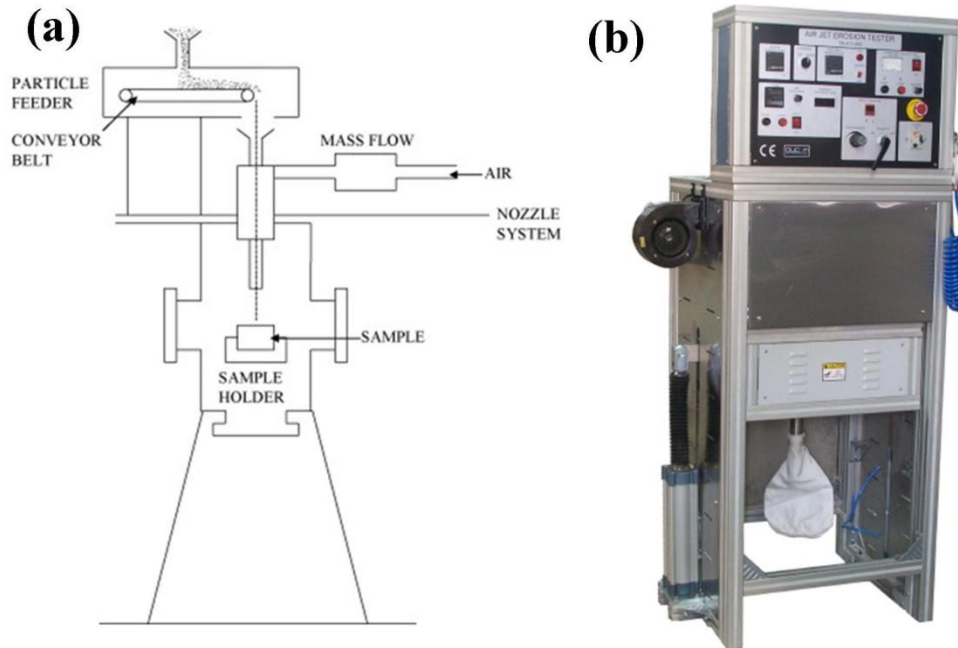 (a)
PARTICLE
FEEDER
CONVEYOR
BELT
MASS FLOW
AIR
NOZZLE
SYSTEM
SAMPLE
SAMPLE
HOLDER
(b)
AIR JET EROSION TESTER
CE